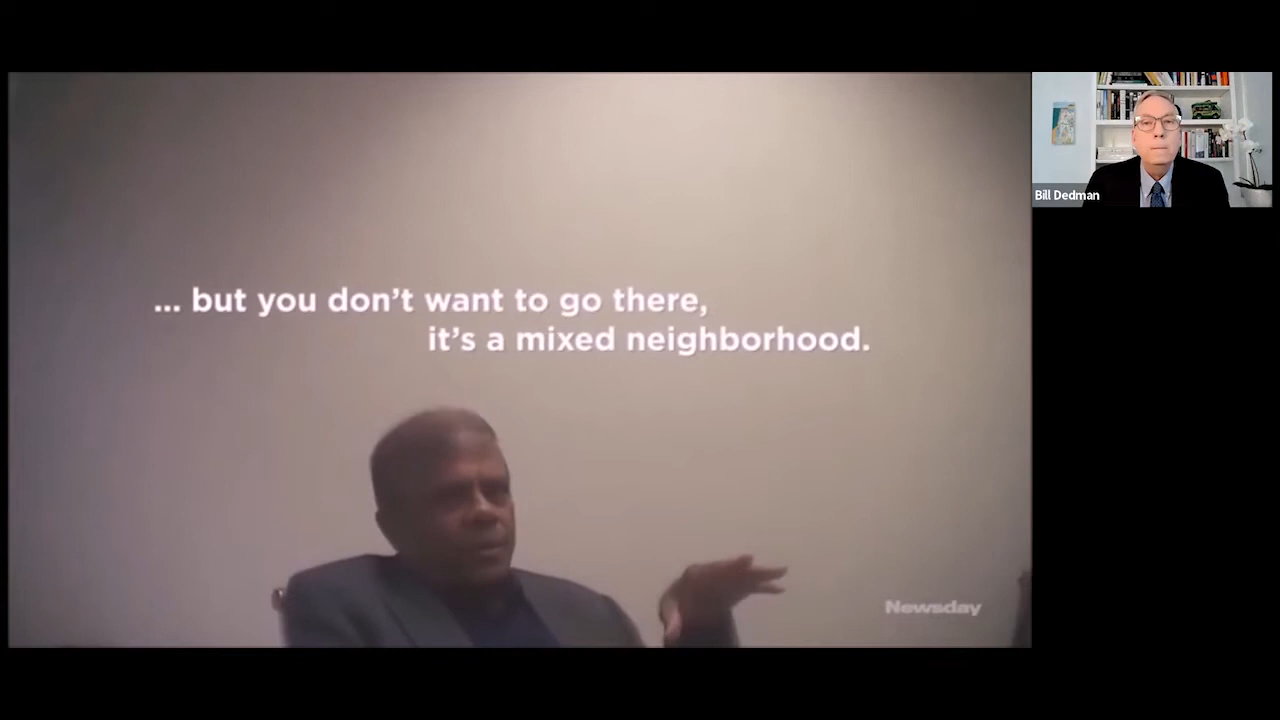 ... but you don't want to go there,
it's a mixed neighborhood.
Newsday
Bill Dedman